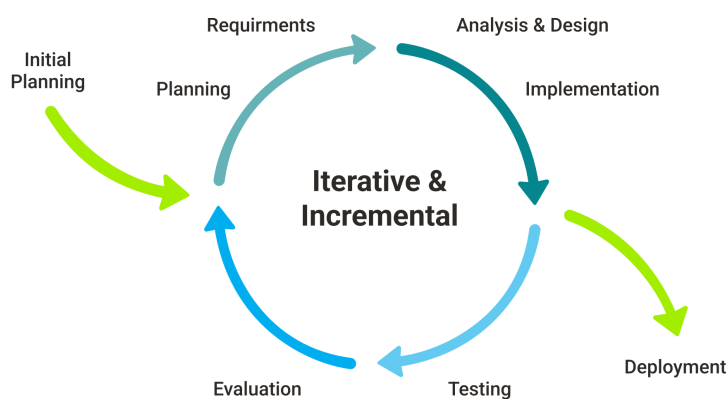 Requirments
Analysis & Design
Initial
Planning
Planning
Implementation
Iterative &
Incremental
Deployment
Evaluation
Testing